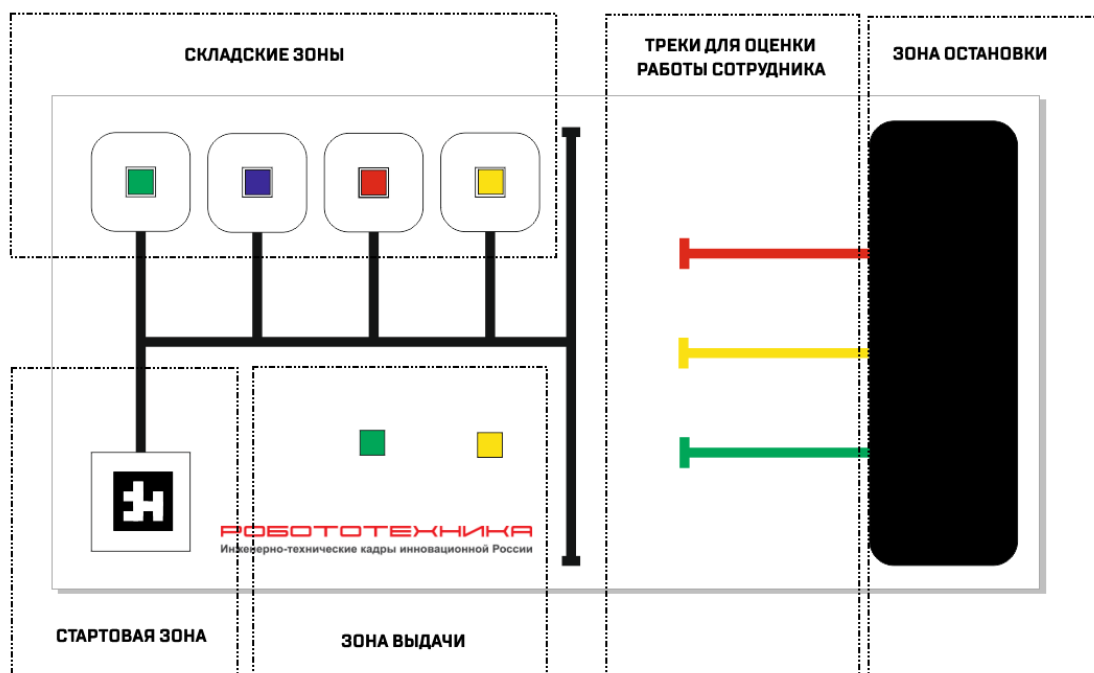 СКЛАДСКИЕ ЗОНЫ
ТРЕКИ ДЛЯ ОЦЕНКИ
РАБОТЫ СОТРУДНИКА
ЗОНА ОСТАНОВКИ
РОБОТОТЕХНИКА
Инженерно-технические кадры инновационной России
СТАРТОВАЯ ЗОНА
ЗОНА ВЫДАЧИ